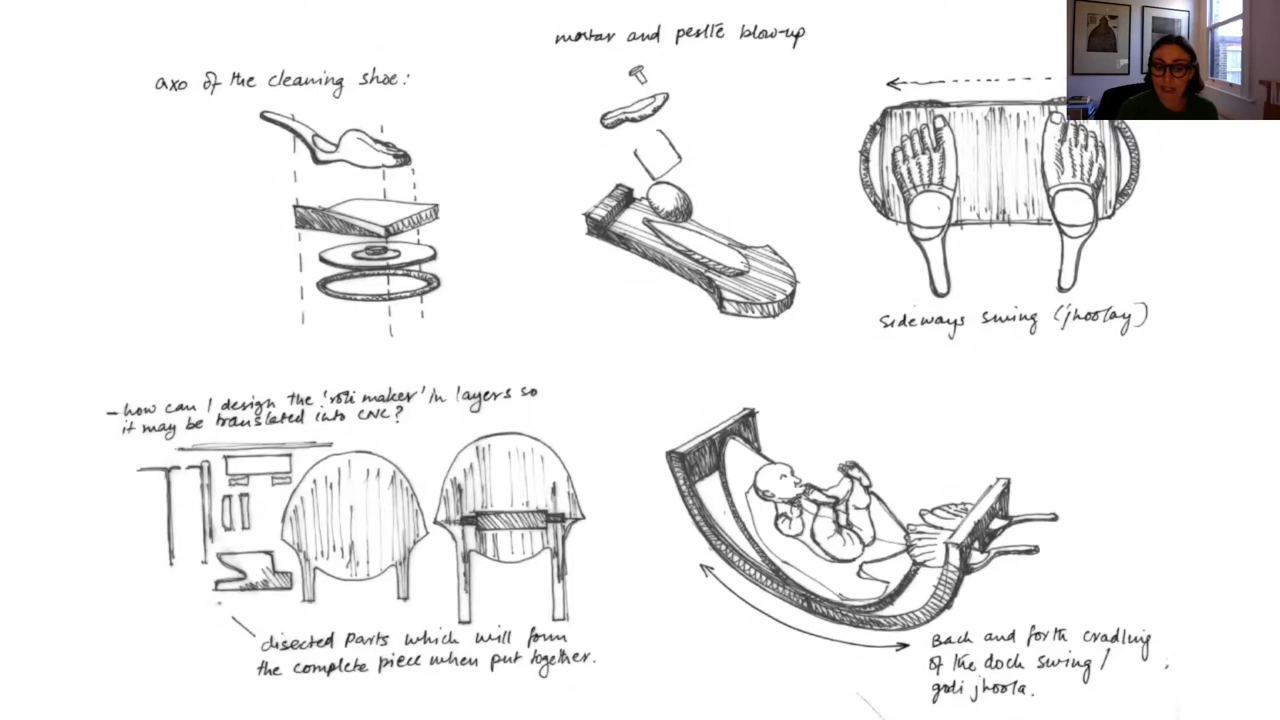 mortar and pestle blow-up
axo of the cleaning shoe:
sideways swing ('jhoolay')
- how can I design the 'roti maker' in layers so
it may be translated into CNC?
disected parts which will form
the complete piece when put together.
Back and forth cradling
of the dock swing /
godi jhoola.